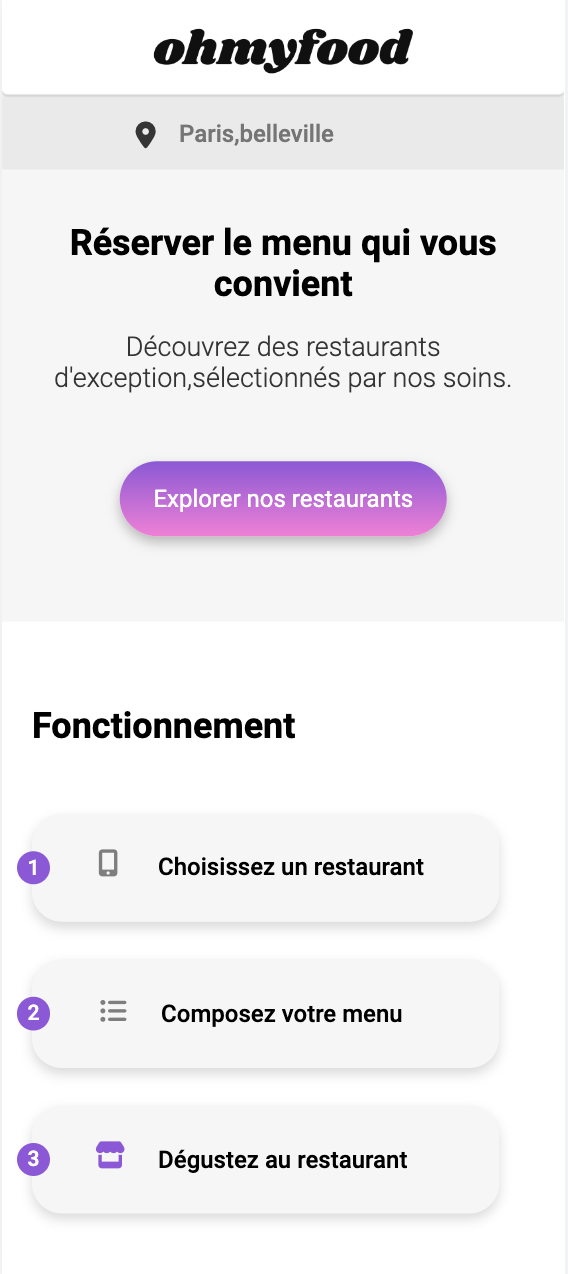 ohmyfood
Paris,belleville
Réserver le menu qui vous
convient
Découvrez des restaurants
d'exception,sélectionnés par nos soins.
Explorer nos restaurants
Fonctionnement
1 Choisissez un restaurant
2 Composez votre menu
3 Dégustez au restaurant